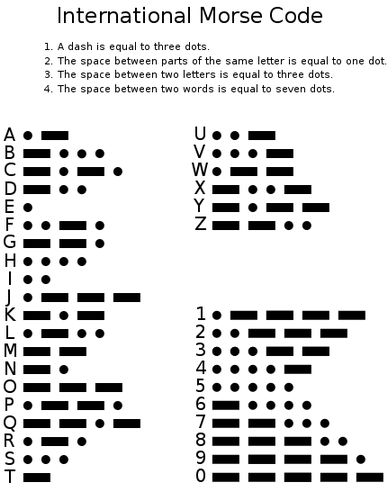 International Morse Code
1. A dash is equal to three dots.
2. The space between parts of the same letter is equal to one dot.
3. The space between two letters is equal to three dots.
4. The space between two words is equal to seven dots.
A
B
C
D
E
F
G
H
I
J
K
L
M
N
O
P
Q
R
S
T
U
V
W
X
Y
Z
1
2
3
4
5
6
7
8
9
0